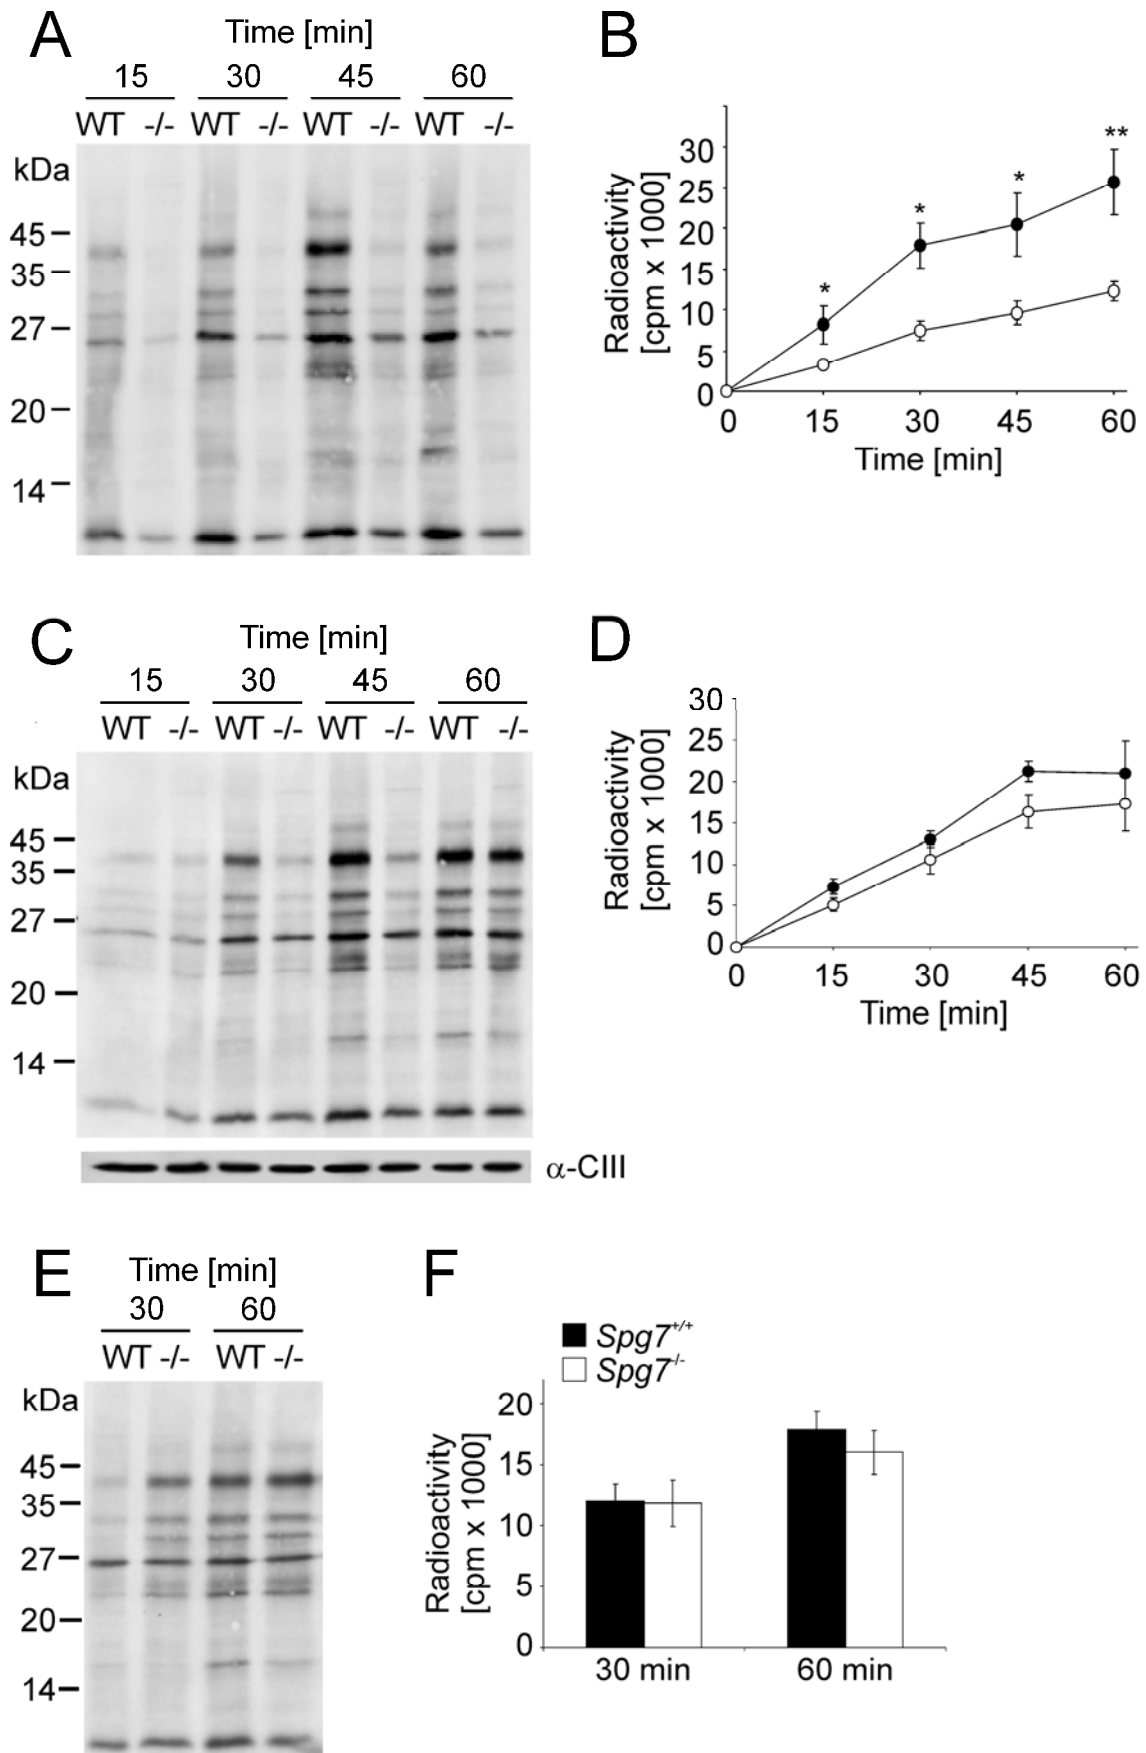 A
Time [min]
15 30 45 60
WT -/- WT -/- WT -/- WT -/-
kDa
45
35
27
20
14
B
Radioactivity
[cpm x 1000]
30
25
20
15
10
5
0
* * * **
0 15 30 45 60
Time [min]
C
Time [min]
15 30 45 60
WT -/- WT -/- WT -/- WT -/-
kDa
45
35
27
20
14
α-CIII
D
Radioactivity
[cpm x 1000]
30
25
20
15
10
5
0
0 15 30 45 60
Time [min]
E
Time [min]
30 60
WT -/- WT -/-
kDa
45
35
27
20
14
F
Spg7+/+
Spg7-/-
Radioactivity
[cpm x 1000]
20
15
10
5
0
30 min 60 min